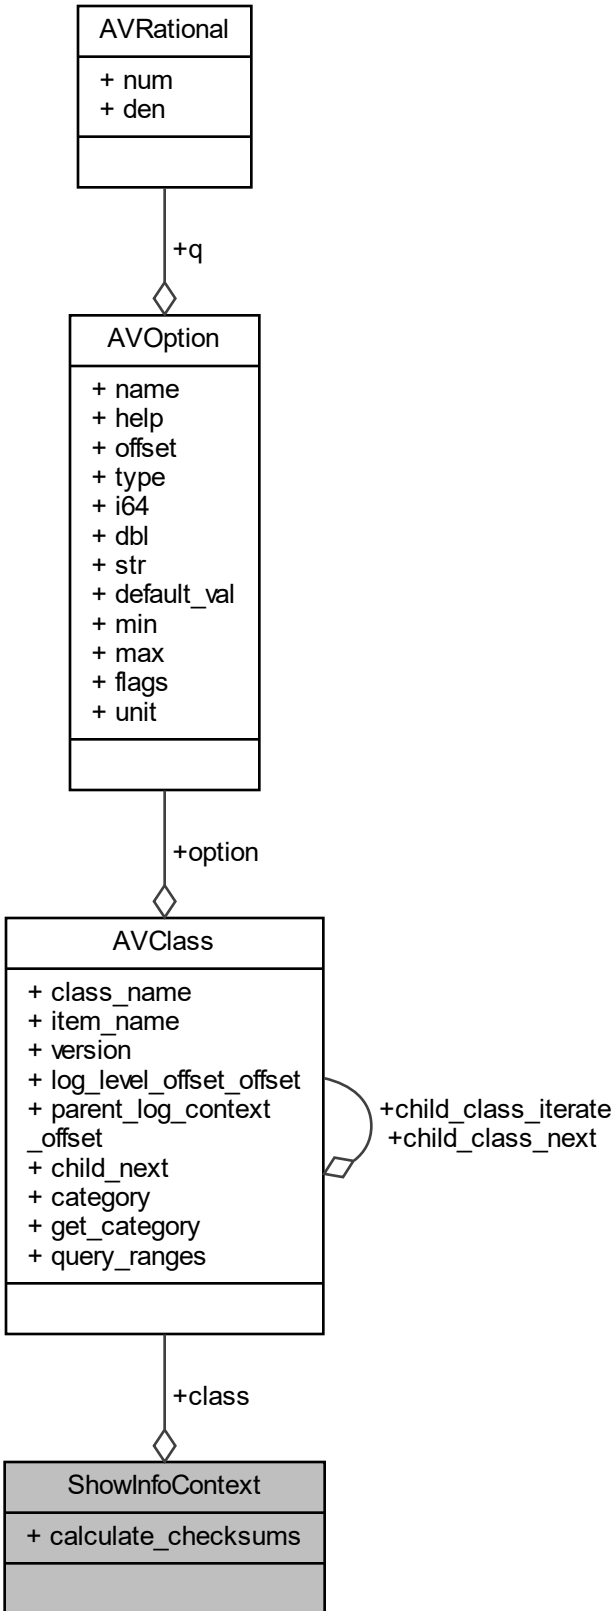 AVRational
+ num
+ den
+q
AVOption
+ name
+ help
+ offset
+ type
+ i64
+ dbl
+ str
+ default_val
+ min
+ max
+ flags
+ unit
+option
AVClass
+ class_name
+ item_name
+ version
+ log_level_offset_offset
+ parent_log_context
_offset
+ child_next
+ category
+ get_category
+ query_ranges
+child_class_iterate
+child_class_next
+class
ShowInfoContext
+ calculate_checksums